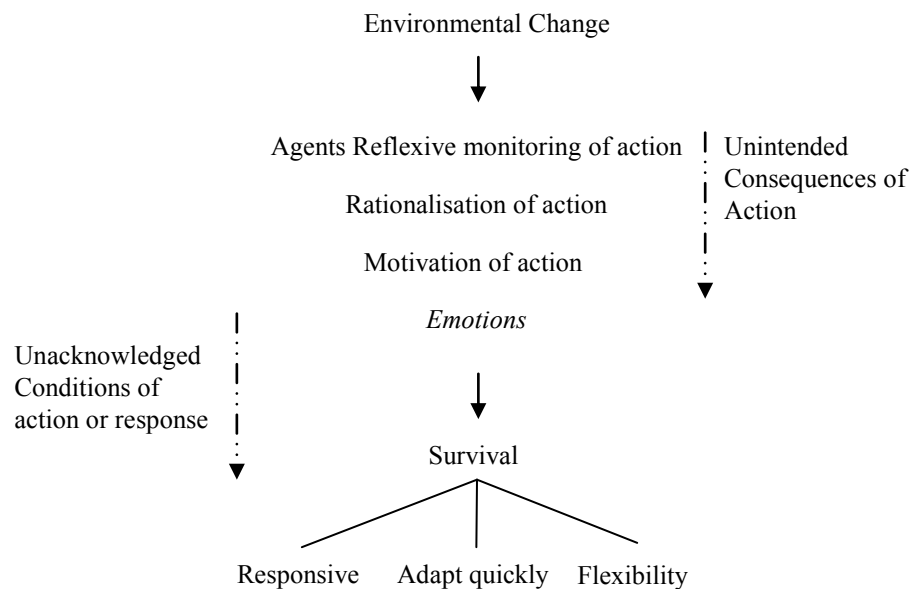 Environmental Change
Agents Reflexive monitoring of action
Unintended
Consequences of
Action
Rationalisation of action
Motivation of action
Emotions
Unacknowledged
Conditions of
action or response
Survival
Responsive
Adapt quickly
Flexibility